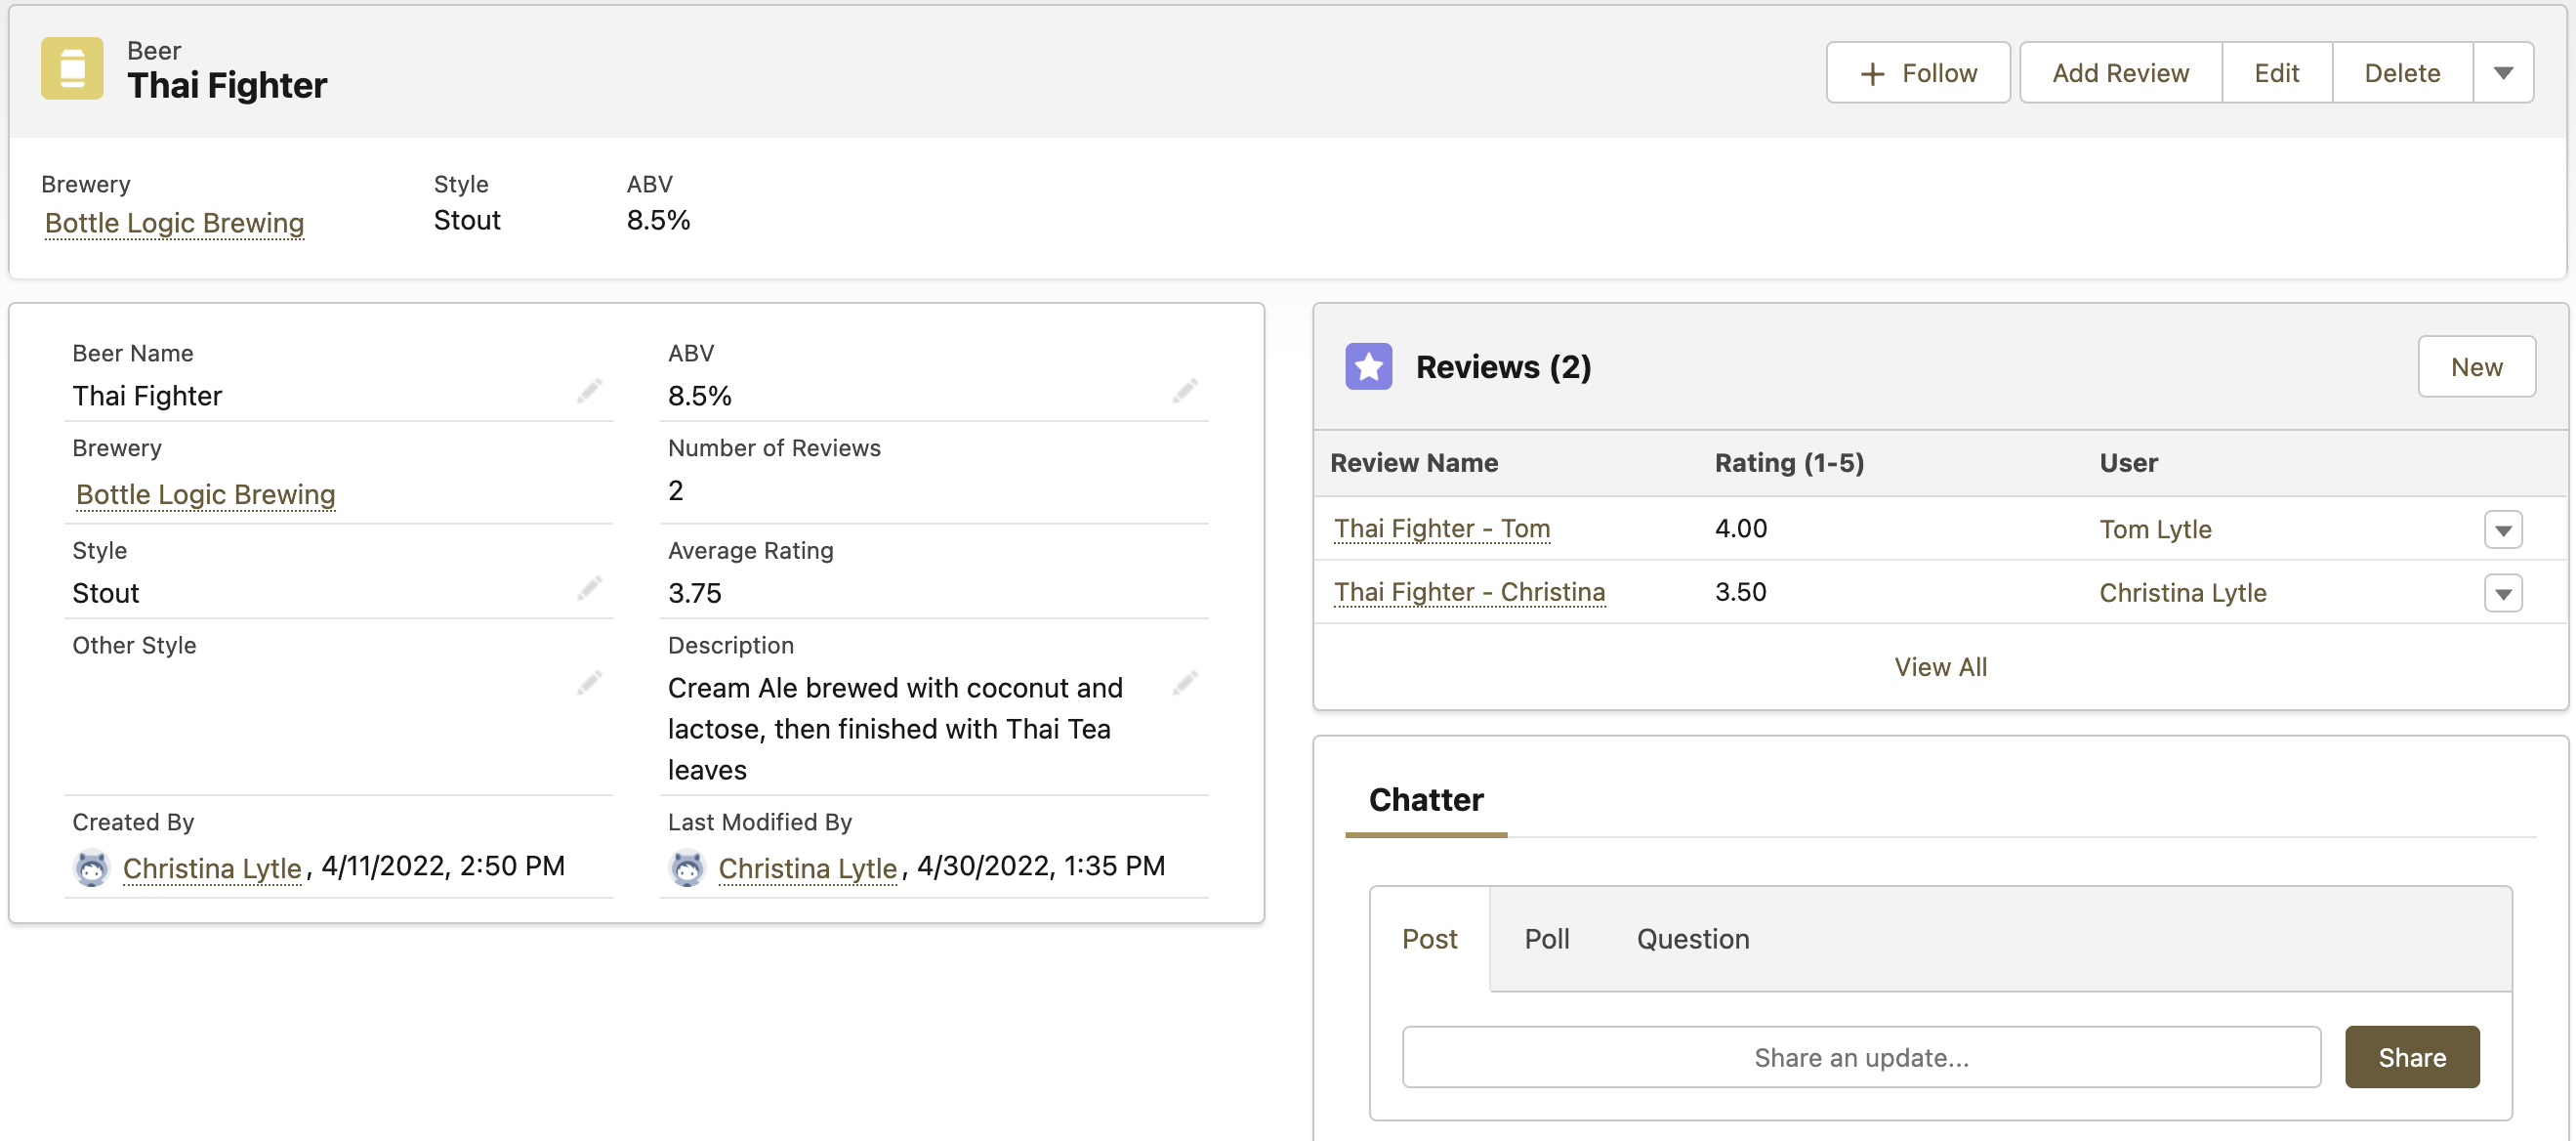 Beer
Thai Fighter
Follow
Add Review
Edit
Delete
Brewery
Style
ABV
Bottle Logic Brewing
Stout
8.5%
Beer Name
ABV
Thai Fighter
8.5%
Brewery
Number of Reviews
Bottle Logic Brewing
2
Style
Average Rating
Stout
3.75
Other Style
Description
Cream Ale brewed with coconut and
lactose, then finished with Thai Tea
leaves
Created By
Last Modified By
Christina Lytle, 4/11/2022, 2:50 PM
Christina Lytle, 4/30/2022, 1:35 PM
Reviews (2)
New
Review Name
Rating (1-5)
User
Thai Fighter - Tom
4.00
Tom Lytle
Thai Fighter - Christina
3.50
Christina Lytle
View All
Chatter
Post
Poll
Question
Share an update...
Share